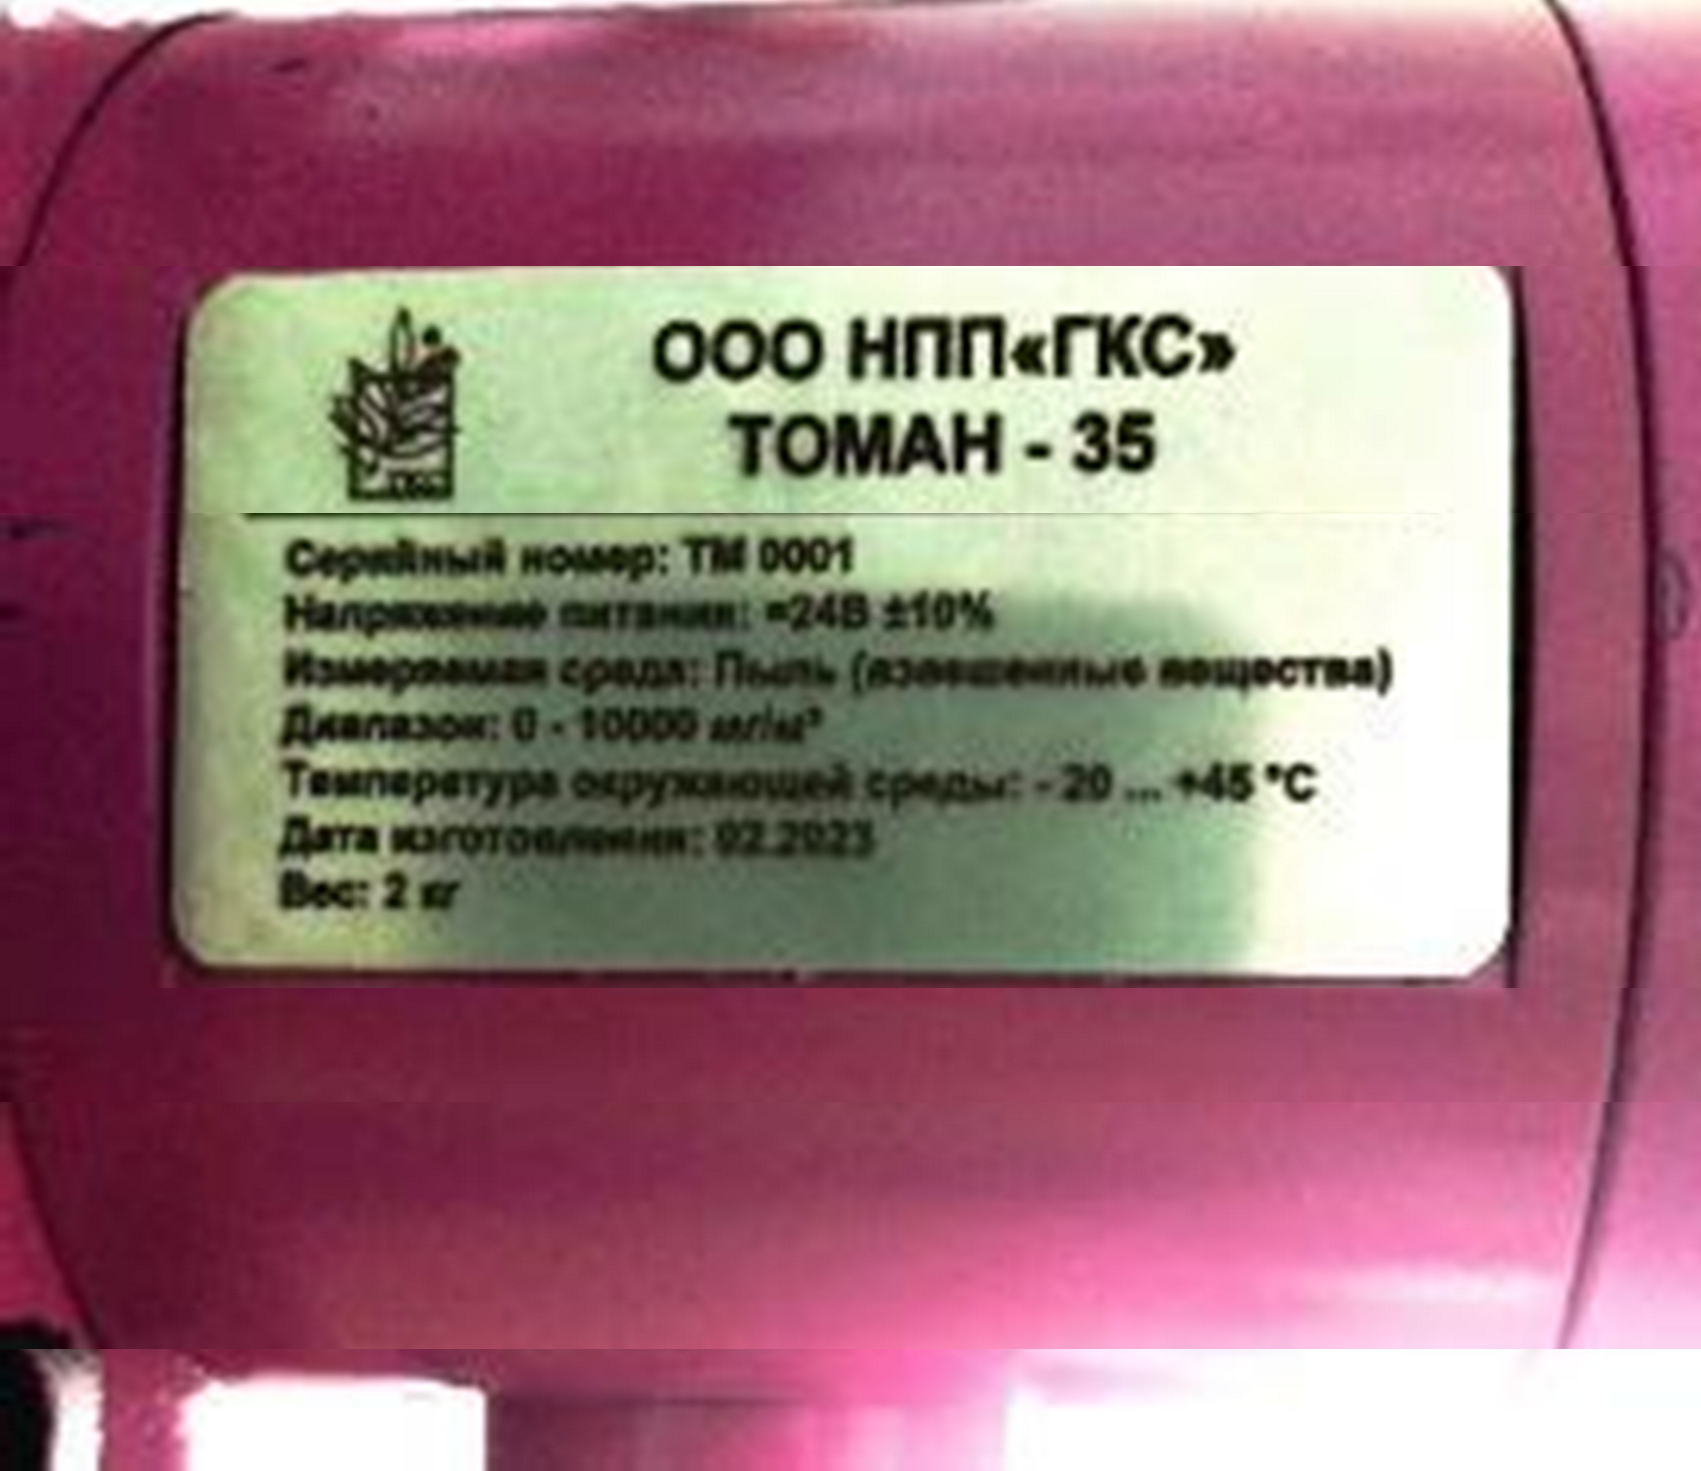 ООО НПП«ГКС»
ТОМАН - 35
Серийный номер: ТМ 0001
Напряжение питания: =24В ±10%
Измеряемая среда: Пыль (взвешенные вещества)
Диапазон: 0 - 10000 мг/м³
Температура окружающей среды: - 20 ... +45 °С
Дата изготовления: 02.2023
Вес: 2 кг